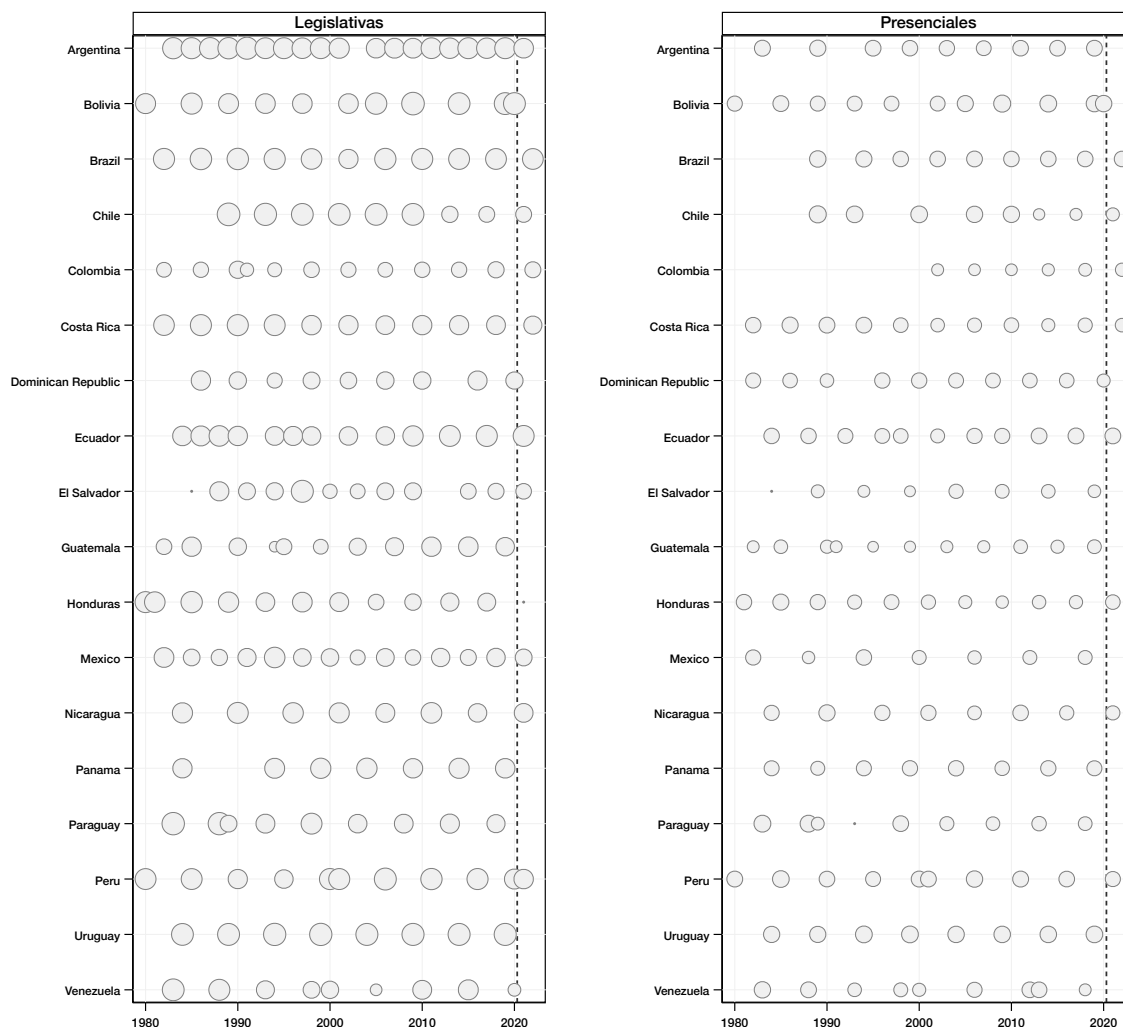 Legislativas
Argentina
Bolivia
Brazil
Chile
Colombia
Costa Rica
Dominican Republic
Ecuador
El Salvador
Guatemala
Honduras
Mexico
Nicaragua
Panama
Paraguay
Peru
Uruguay
Venezuela
1980 1990 2000 2010 2020
Presenciales
Argentina
Bolivia
Brazil
Chile
Colombia
Costa Rica
Dominican Republic
Ecuador
El Salvador
Guatemala
Honduras
Mexico
Nicaragua
Panama
Paraguay
Peru
Uruguay
Venezuela
1980 1990 2000 2010 2020